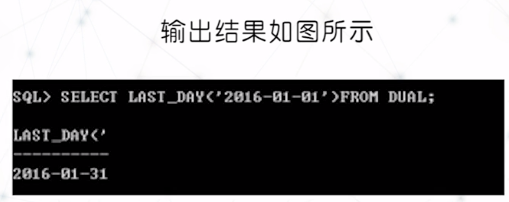 输出结果如图所示
SQL> SELECT LAST_DAY('2016-01-01')FROM DUAL;
LAST_DAY('
----------
2016-01-31